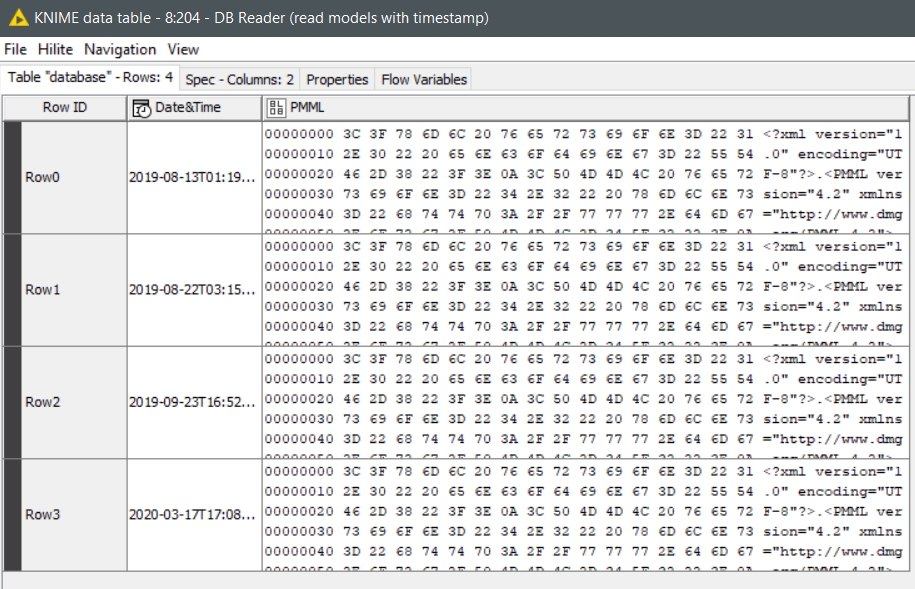 KNIME data table - 8:204 - DB Reader (read models with timestamp)
File Hilite Navigation View
Table "database" - Rows: 4 Spec - Columns: 2 Properties Flow Variables
Row ID Date&Time PMML
Row0 2019-08-13T01:19...
00000000 3C 3F 78 6D 6C 20 76 65 72 73 69 6F 6E 3D 22 31 <?xml version="1
00000010 2E 30 22 20 65 6E 63 6F 64 69 6E 67 3D 22 55 54 .0" encoding="UT
00000020 46 2D 38 22 3F 3E 0A 3C 50 4D 4D 4C 20 76 65 72 F-8"?>.<PMML ver
00000030 73 69 6F 6E 3D 22 34 2E 32 22 20 78 6D 6C 6E 73 sion="4.2" xmlns
00000040 3D 22 68 74 74 70 3A 2F 2F 77 77 77 2E 64 6D 67 ="http://www.dmg
Row1 2019-08-22T03:15...
00000000 3C 3F 78 6D 6C 20 76 65 72 73 69 6F 6E 3D 22 31 <?xml version="1
00000010 2E 30 22 20 65 6E 63 6F 64 69 6E 67 3D 22 55 54 .0" encoding="UT
00000020 46 2D 38 22 3F 3E 0A 3C 50 4D 4D 4C 20 76 65 72 F-8"?>.<PMML ver
00000030 73 69 6F 6E 3D 22 34 2E 32 22 20 78 6D 6C 6E 73 sion="4.2" xmlns
00000040 3D 22 68 74 74 70 3A 2F 2F 77 77 77 2E 64 6D 67 ="http://www.dmg
Row2 2019-09-23T16:52...
00000000 3C 3F 78 6D 6C 20 76 65 72 73 69 6F 6E 3D 22 31 <?xml version="1
00000010 2E 30 22 20 65 6E 63 6F 64 69 6E 67 3D 22 55 54 .0" encoding="UT
00000020 46 2D 38 22 3F 3E 0A 3C 50 4D 4D 4C 20 76 65 72 F-8"?>.<PMML ver
00000030 73 69 6F 6E 3D 22 34 2E 32 22 20 78 6D 6C 6E 73 sion="4.2" xmlns
00000040 3D 22 68 74 74 70 3A 2F 2F 77 77 77 2E 64 6D 67 ="http://www.dmg
Row3 2020-03-17T17:08...
00000000 3C 3F 78 6D 6C 20 76 65 72 73 69 6F 6E 3D 22 31 <?xml version="1
00000010 2E 30 22 20 65 6E 63 6F 64 69 6E 67 3D 22 55 54 .0" encoding="UT
00000020 46 2D 38 22 3F 3E 0A 3C 50 4D 4D 4C 20 76 65 72 F-8"?>.<PMML ver
00000030 73 69 6F 6E 3D 22 34 2E 32 22 20 78 6D 6C 6E 73 sion="4.2" xmlns
00000040 3D 22 68 74 74 70 3A 2F 2F 77 77 77 2E 64 6D 67 ="http://www.dmg